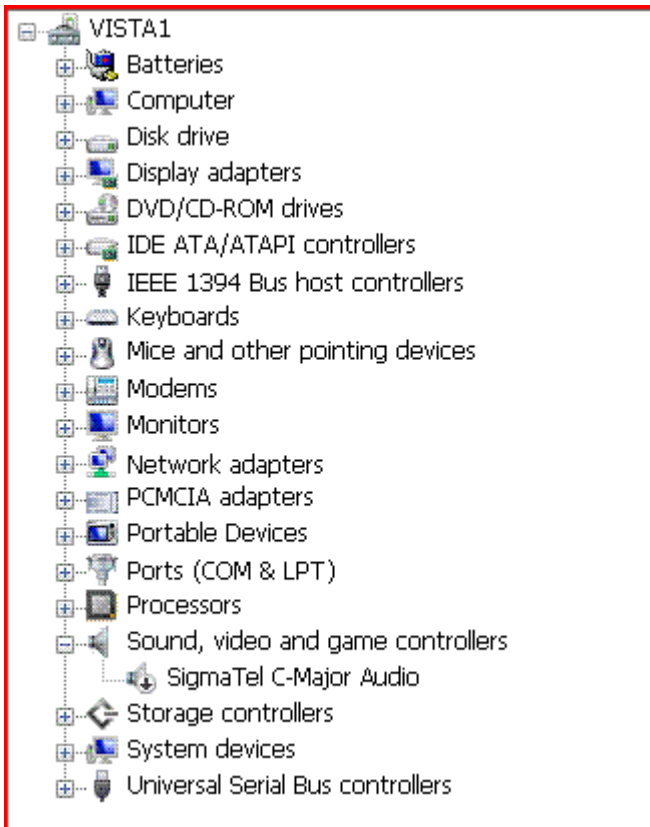 VISTA1
Batteries
Computer
Disk drive
Display adapters
DVD/CD-ROM drives
IDE ATA/ATAPI controllers
IEEE 1394 Bus host controllers
Keyboards
Mice and other pointing devices
Modems
Monitors
Network adapters
PCMCIA adapters
Portable Devices
Ports (COM & LPT)
Processors
Sound, video and game controllers
SigmaTel C-Major Audio
Storage controllers
System devices
Universal Serial Bus controllers